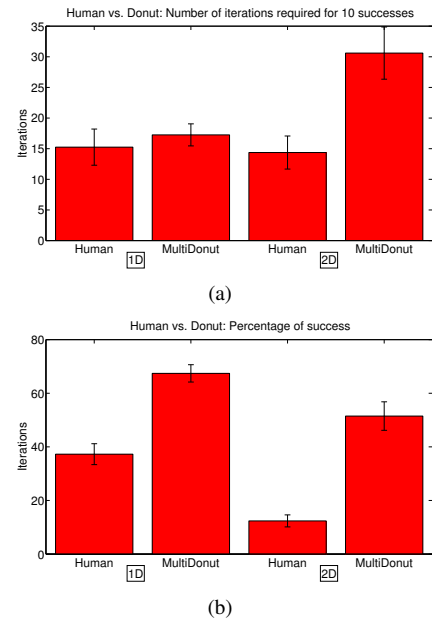 Human vs. Donut: Number of iterations required for 10 successes
35
30
25
20
15
10
5
0
Iterations
Human
MultiDonut
Human
MultiDonut
1D
2D
(a)
Human vs. Donut: Percentage of success
80
60
40
20
0
Iterations
Human
MultiDonut
Human
MultiDonut
1D
2D
(b)